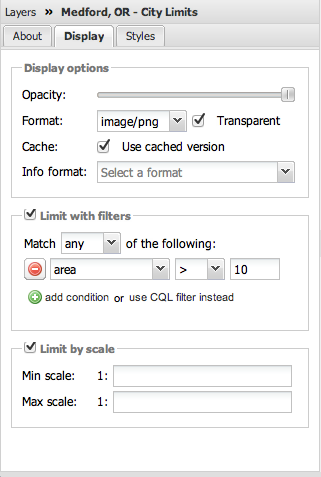 Layers » Medford, OR - City Limits
About Display Styles
Display options
Opacity:
Format: image/png Transparent
Cache: Use cached version
Info format: Select a format
Limit with filters
Match any of the following:
area > 10
add condition or use CQL filter instead
Limit by scale
Min scale: 1:
Max scale: 1: